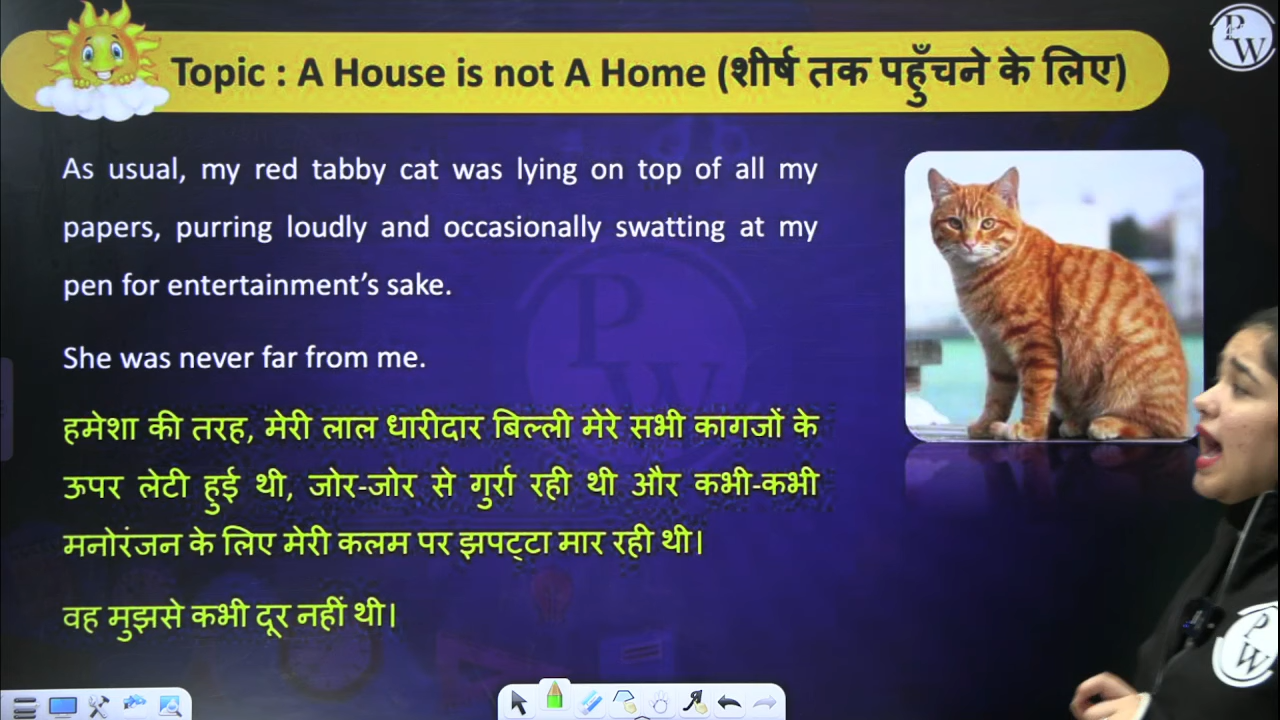 Topic : A House is not A Home (शीर्ष तक पहुँचने के लिए)
PW
As usual, my red tabby cat was lying on top of all my
papers, purring loudly and occasionally swatting at my
pen for entertainment’s sake.
She was never far from me.
हमेशा की तरह, मेरी लाल धारीदार बिल्ली मेरे सभी कागजों के
ऊपर लेटी हुई थी, जोर-जोर से गुर्रा रही थी और कभी-कभी
मनोरंजन के लिए मेरी कलम पर झपट्टा मार रही थी।
वह मुझसे कभी दूर नहीं थी।
PW
PW